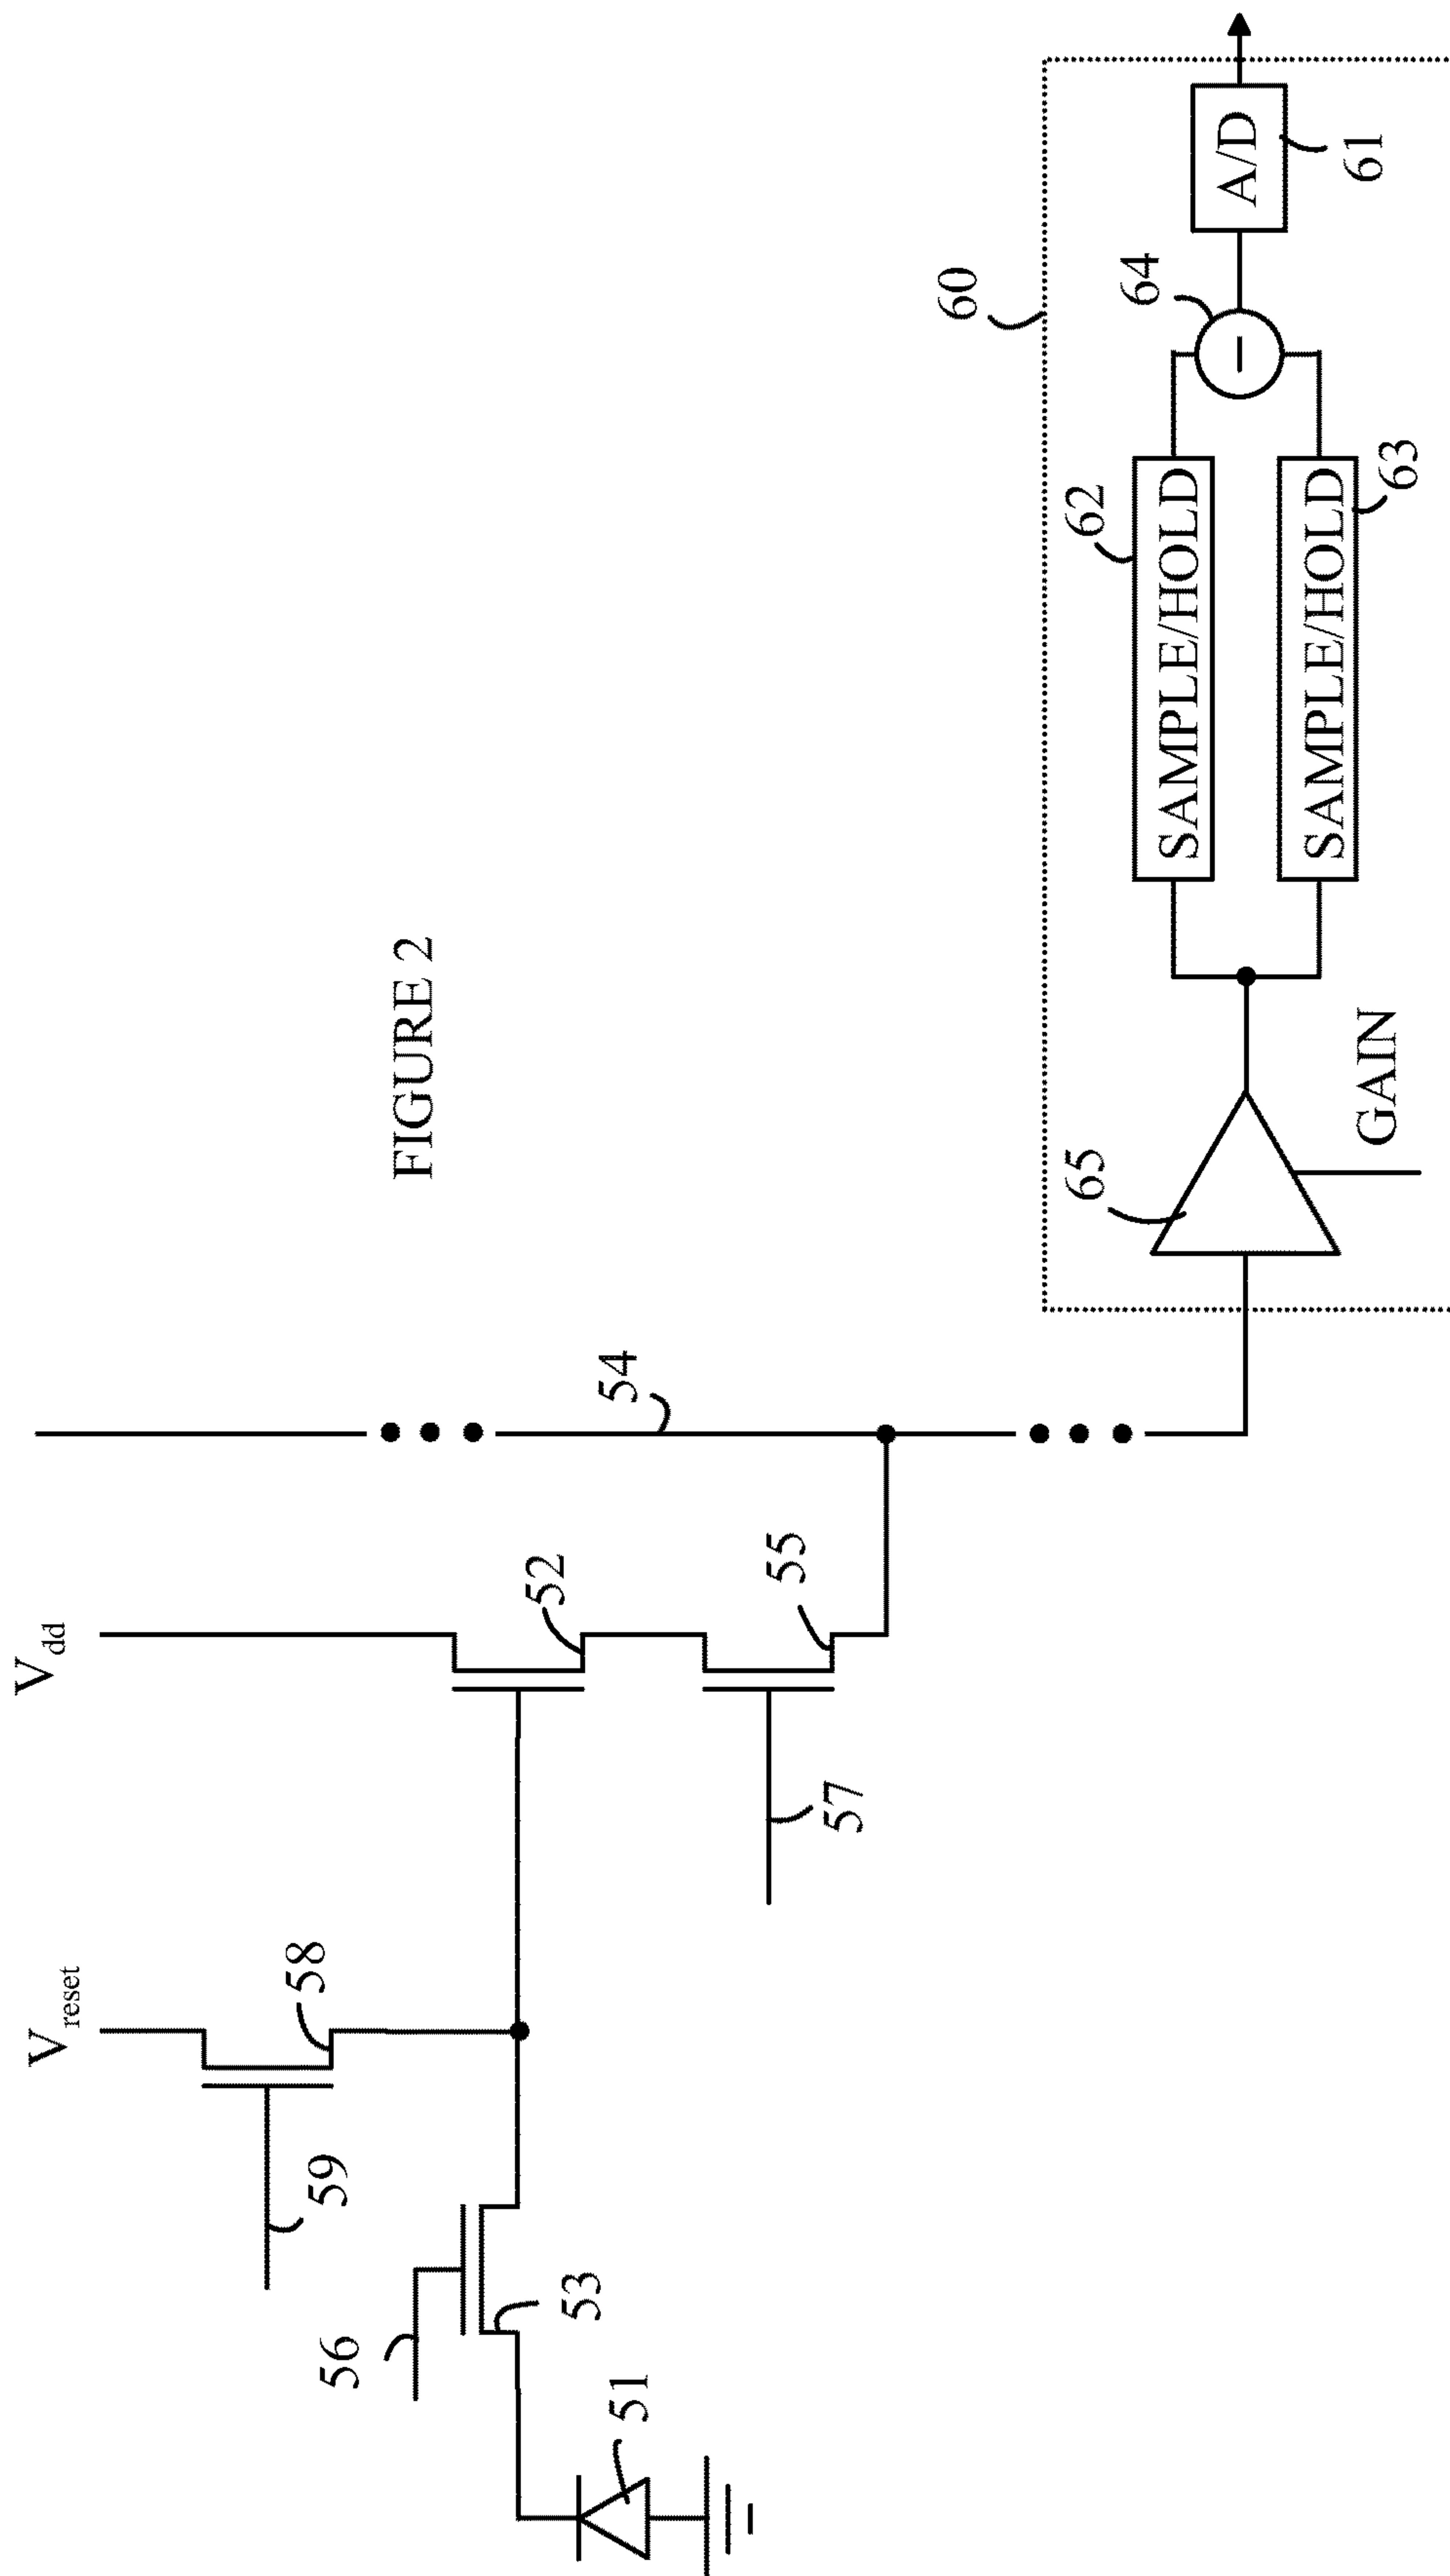 FIGURE 2
V_reset
V_dd
59
58
56
53
51
52
54
55
57
60
65
62
64
SAMPLE/HOLD
A/D
SAMPLE/HOLD
63
61
GAIN